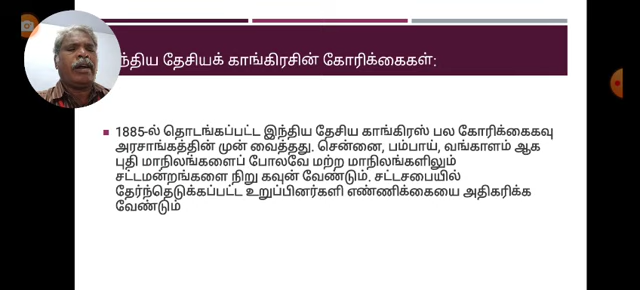 ந்திய தேசியக் காங்கிரசின் கோரிக்கைகள்:
1885-ல் தொடங்கப்பட்ட இந்திய தேசிய காங்கிரஸ் பல கோரிக்கைகவு
அரசாங்கத்தின் முன் வைத்தது. சென்னை, பம்பாய், வங்காளம் ஆக
புதி மாநிலங்களைப் போலவே மற்ற மாநிலங்களிலும்
சட்டமன்றங்களை நிறு கவுன் வேண்டும். சட்டசபையில்
தேர்ந்தெடுக்கப்பட்ட உறுப்பினர்களி எண்ணிக்கையை அதிகரிக்க
வேண்டும்